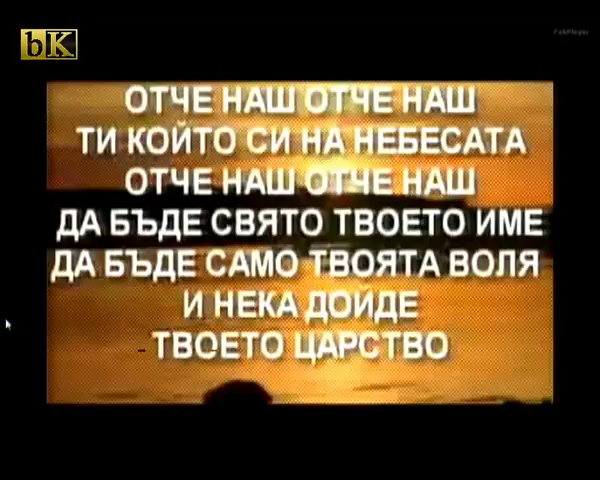 bK
ОТЧЕ НАШ ОТЧЕ НАШ
ТИ КОЙТО СИ НА НЕБЕСАТА
ОТЧЕ НАШ ОТЧЕ НАШ
ДА БЪДЕ СВЯТО ТВОЕТО ИМЕ
ДА БЪДЕ САМО ТВОЯТА ВОЛЯ
И НЕКА ДОЙДЕ
- ТВОЕТО ЦАРСТВО